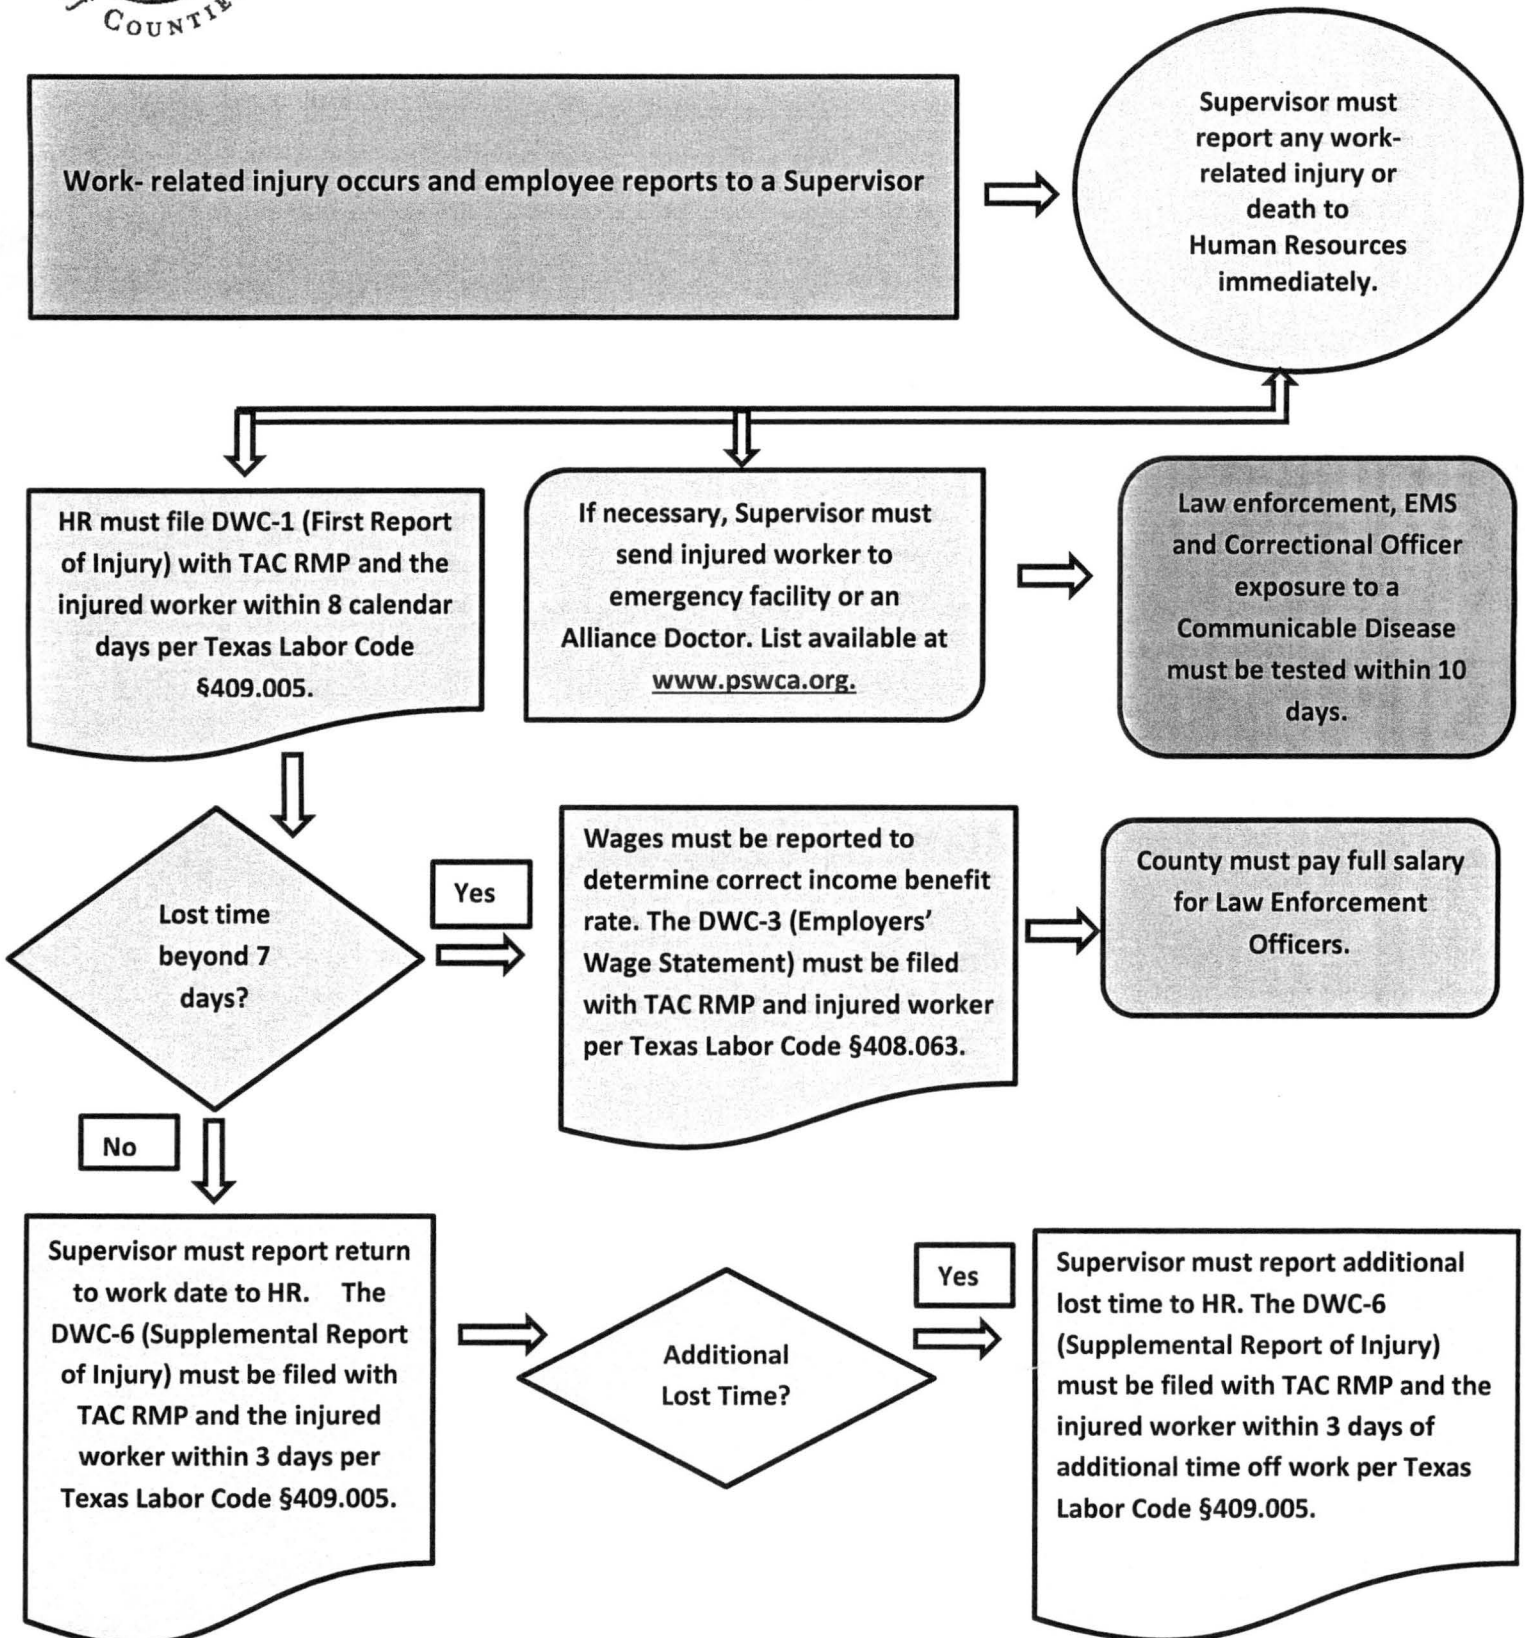 COUNTIE
Work- related injury occurs and employee reports to a Supervisor
Supervisor must
report any work-
related injury or
death to
Human Resources
immediately.
HR must file DWC-1 (First Report
of Injury) with TAC RMP and the
injured worker within 8 calendar
days per Texas Labor Code
§409.005.
If necessary, Supervisor must
send injured worker to
emergency facility or an
Alliance Doctor. List available at
www.pswca.org.
Law enforcement, EMS
and Correctional Officer
exposure to a
Communicable Disease
must be tested within 10
days.
Lost time
beyond 7
days?
Yes
Wages must be reported to
determine correct income benefit
rate. The DWC-3 (Employers'
Wage Statement) must be filed
with TAC RMP and injured worker
per Texas Labor Code §408.063.
County must pay full salary
for Law Enforcement
Officers.
No
Supervisor must report return
to work date to HR. The
DWC-6 (Supplemental Report
of Injury) must be filed with
TAC RMP and the injured
worker within 3 days per
Texas Labor Code §409.005.
Additional
Lost Time?
Yes
Supervisor must report additional
lost time to HR. The DWC-6
(Supplemental Report of Injury)
must be filed with TAC RMP and the
injured worker within 3 days of
additional time off work per Texas
Labor Code §409.005.